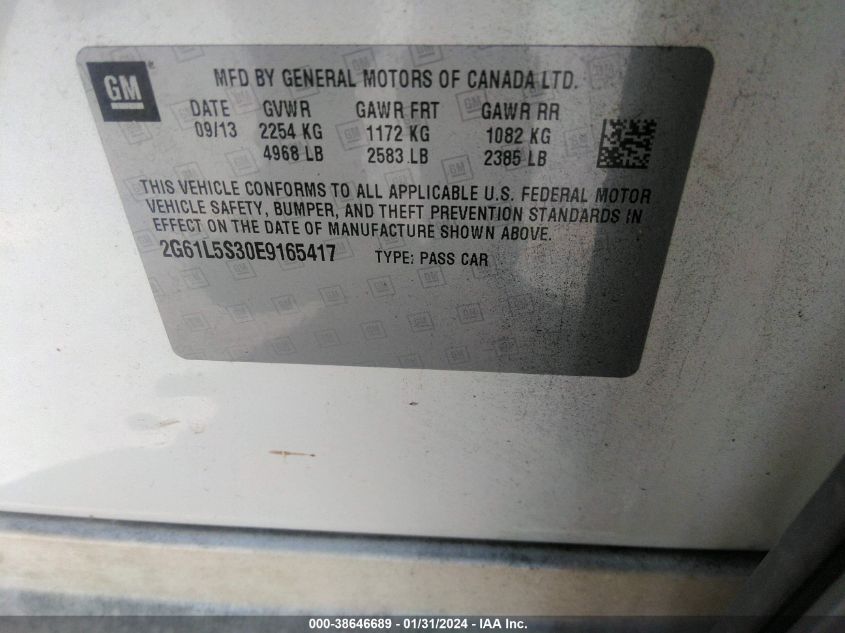 GM
MFD BY GENERAL MOTORS OF CANADA LTD.
DATE GVWR GAWR FRT GAWR RR
09/13 2254 KG 1172 KG 1082 KG
4968 LB 2583 LB 2385 LB
THIS VEHICLE CONFORMS TO ALL APPLICABLE U.S. FEDERAL MOTOR
VEHICLE SAFETY, BUMPER, AND THEFT PREVENTION STANDARDS IN
EFFECT ON THE DATE OF MANUFACTURE SHOWN ABOVE.
2G61L5S30E9165417 TYPE: PASS CAR
000-38646689 - 01/31/2024 - IAA Inc.